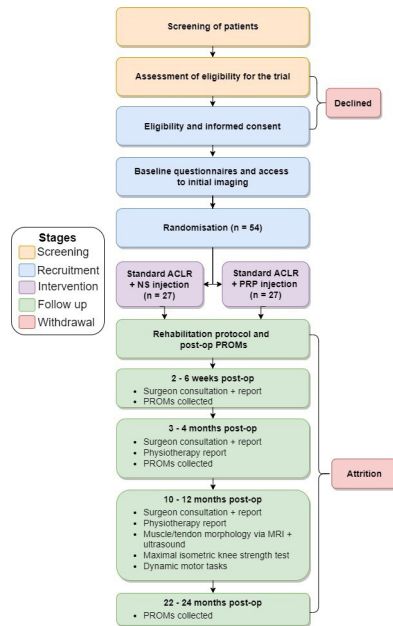 Screening of patients
Assessment of eligibility for the trial
Declined
Eligibility and informed consent
Baseline questionnaires and access
to initial imaging
Randomisation (n = 54)
Stages
Screening
Recruitment
Intervention
Follow up
Withdrawal
Standard ACLR
+ NS injection
(n = 27)
Standard ACLR
+ PRP injection
(n = 27)
Rehabilitation protocol and
post-op PROMs
2 - 6 weeks post-op
• Surgeon consultation + report
• PROMs collected
3 - 4 months post-op
• Surgeon consultation + report
• Physiotherapy report
• PROMs collected
Attrition
10 - 12 months post-op
• Surgeon consultation + report
• Physiotherapy report
• Muscle/tendon morphology via MRI +
ultrasound
• Maximal isometric knee strength test
• Dynamic motor tasks
22 - 24 months post-op
• PROMs collected